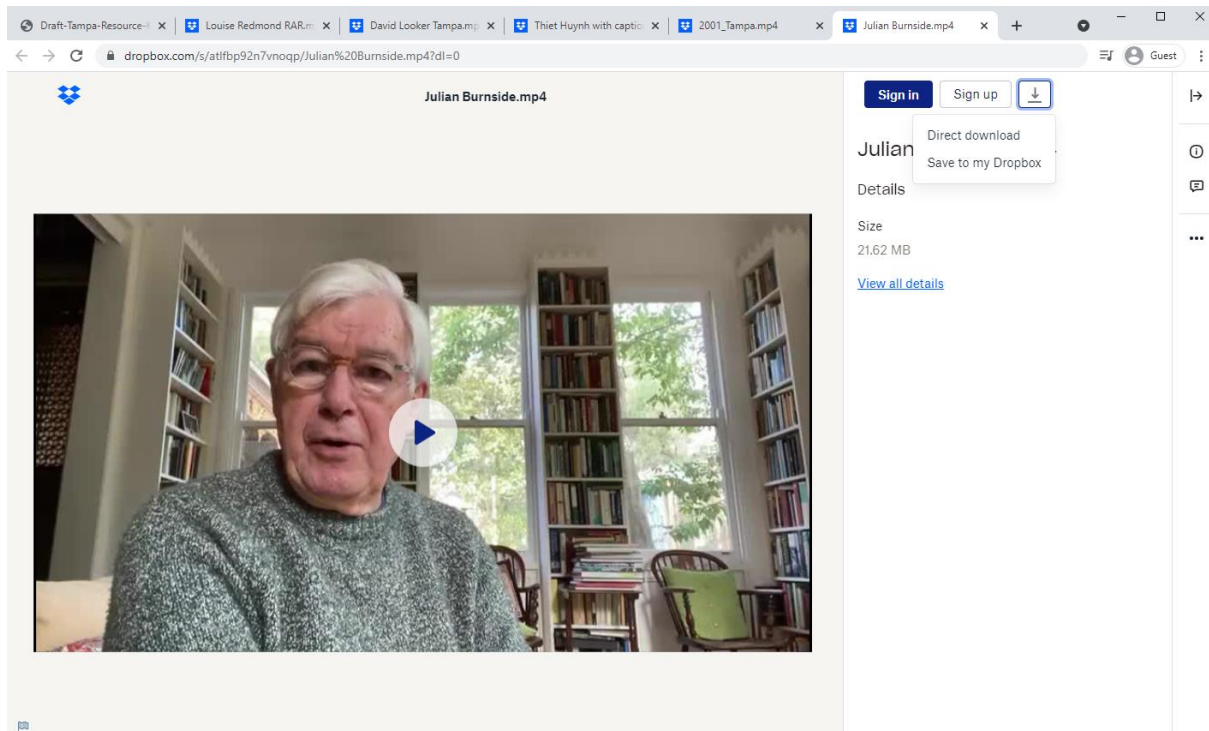 Draft-Tampa-Resource-
Louise Redmond RAR.m
David Looker Tampa.mp
Thiet Huynh with captio
2001_Tampa.mp4
Julian Burnside.mp4
dropbox.com/s/atlfbp92n7vnoqp/Julian%20Burnside.mp4?dl=0
Guest
Julian Burnside.mp4
Sign in
Sign up
Direct download
Save to my Dropbox
Julian
Details
Size
21.62 MB
View all details